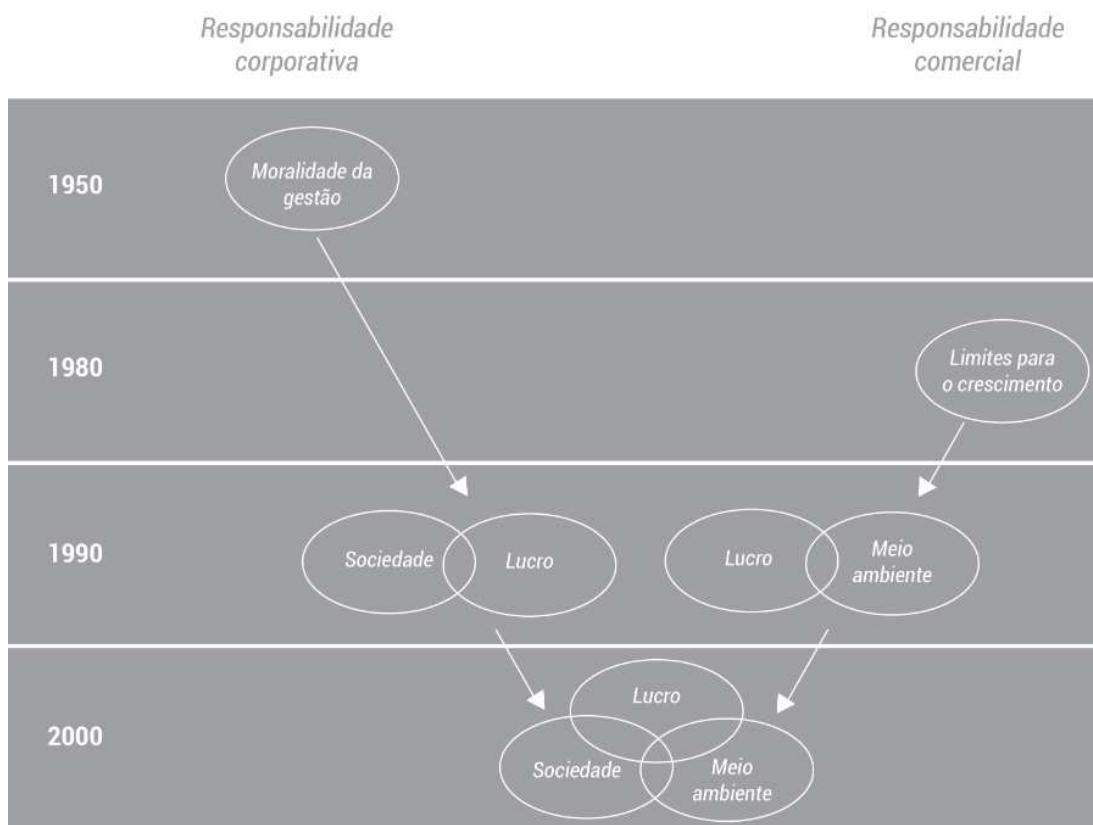 Responsabilidade
corporativa
Responsabilidade
comercial
1950
Moralidade da
gestão
1980
Limites para
o crescimento
1990
Sociedade
Lucro
Lucro
Meio
ambiente
2000
Lucro
Sociedade
Meio
ambiente